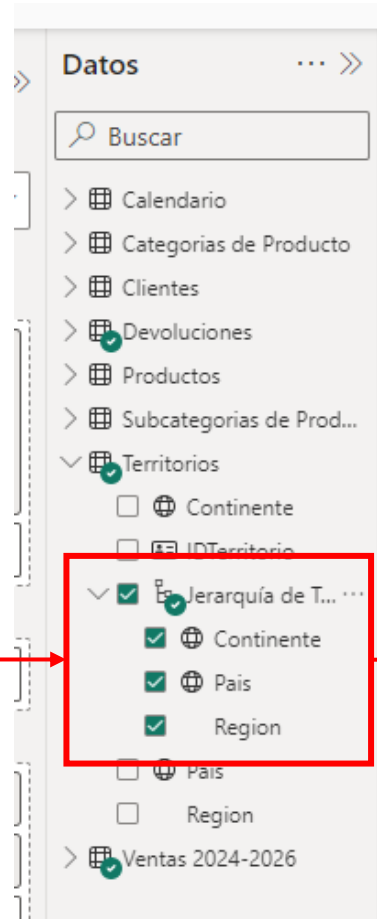 Datos
Buscar
Calendario
Categorias de Producto
Clientes
Devoluciones
Productos
Subcategorias de Prod...
Territorios
Continente
IDTerritorio
Jerarquía de T...
Continente
Pais
Region
Pais
Region
Ventas 2024-2026